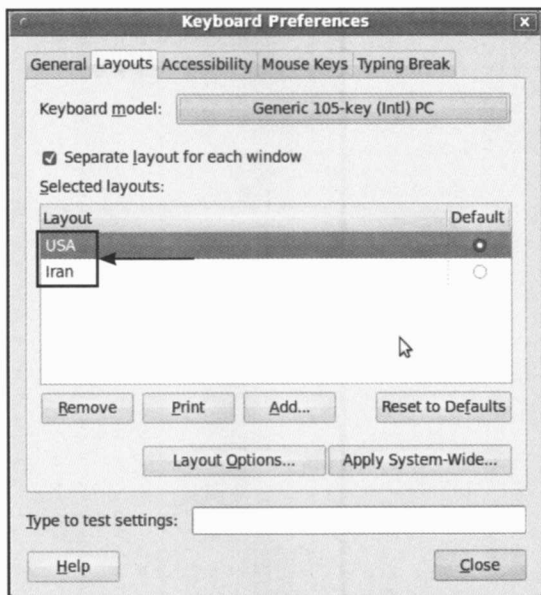 Keyboard Preferences
General Layouts Accessibility Mouse Keys Typing Break
Keyboard model: Generic 105-key (Intl) PC
Separate layout for each window
Selected layouts:
Layout Default
USA
Iran
Remove Print Add... Reset to Defaults
Layout Options... Apply System-Wide...
Type to test settings:
Help Close